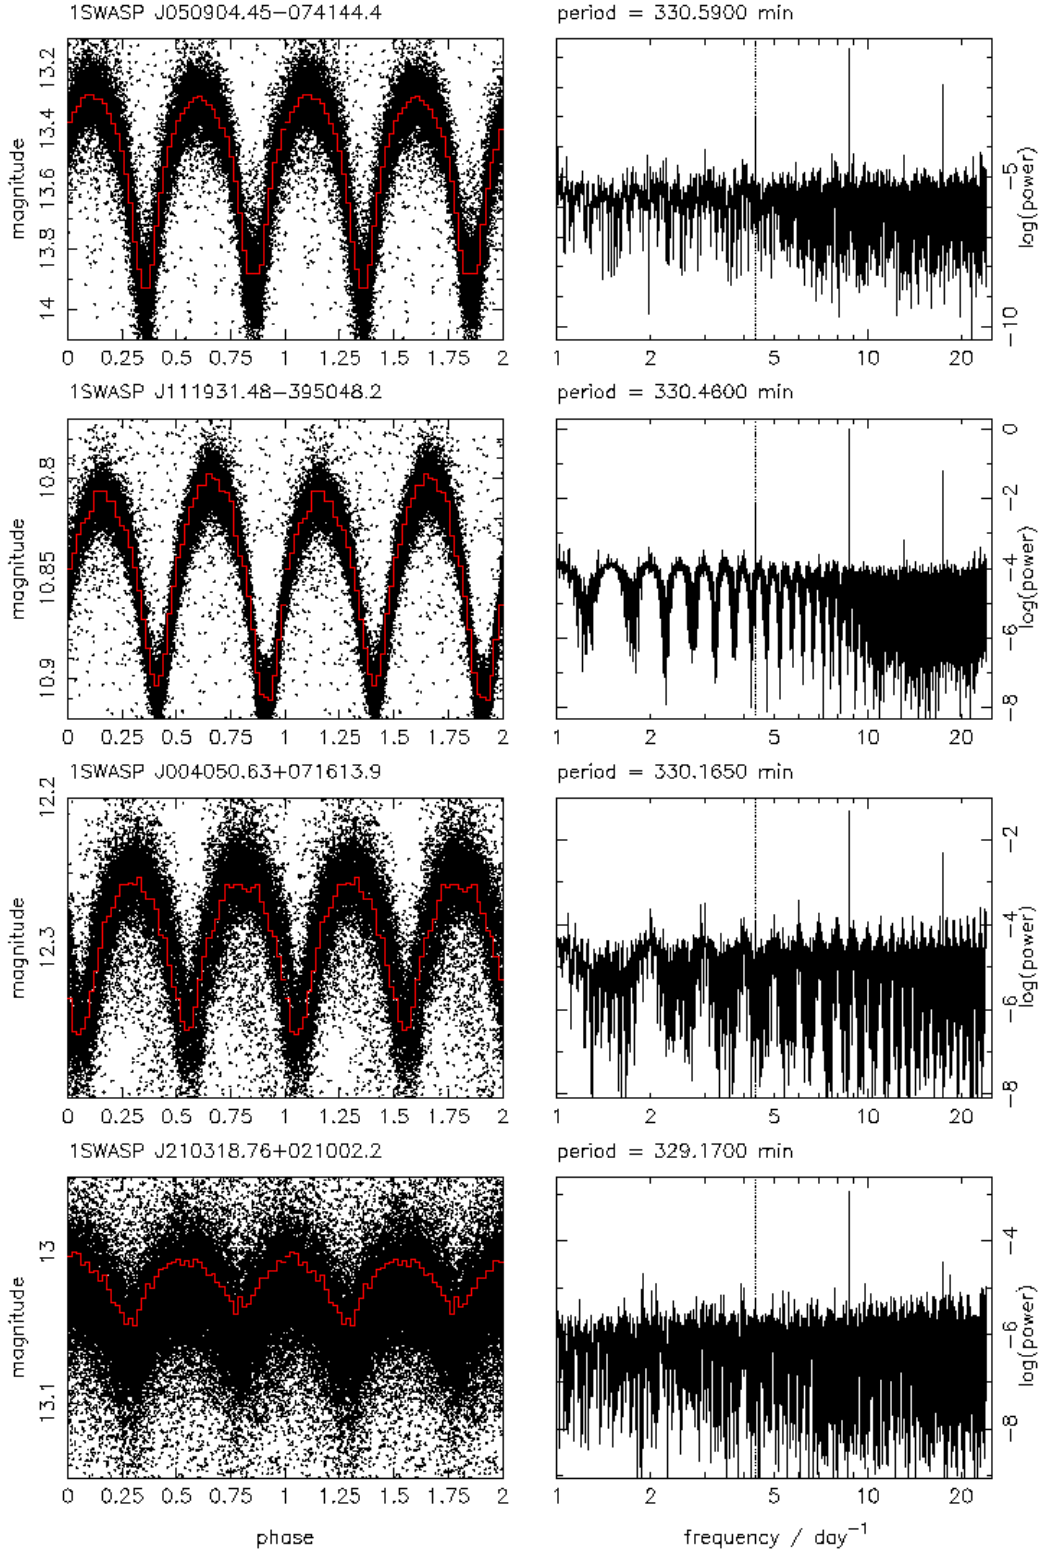 1SWASP J050904.45−074144.4
period = 330.5900 min
magnitude
13.2
13.4
13.6
13.8
14
0 0.25 0.5 0.75 1 1.25 1.5 1.75 2
log(power)
−5
−10
1 2 5 10 20
1SWASP J111931.48−395048.2
period = 330.4600 min
magnitude
10.8
10.85
10.9
0 0.25 0.5 0.75 1 1.25 1.5 1.75 2
log(power)
0
−2
−4
−6
−8
1 2 5 10 20
1SWASP J004050.63+071613.9
period = 330.1650 min
magnitude
12.2
12.3
0 0.25 0.5 0.75 1 1.25 1.5 1.75 2
log(power)
−2
−4
−6
−8
1 2 5 10 20
1SWASP J210318.76+021002.2
period = 329.1700 min
magnitude
13
13.1
0 0.25 0.5 0.75 1 1.25 1.5 1.75 2
log(power)
−4
−6
−8
1 2 5 10 20
phase
frequency / day−1